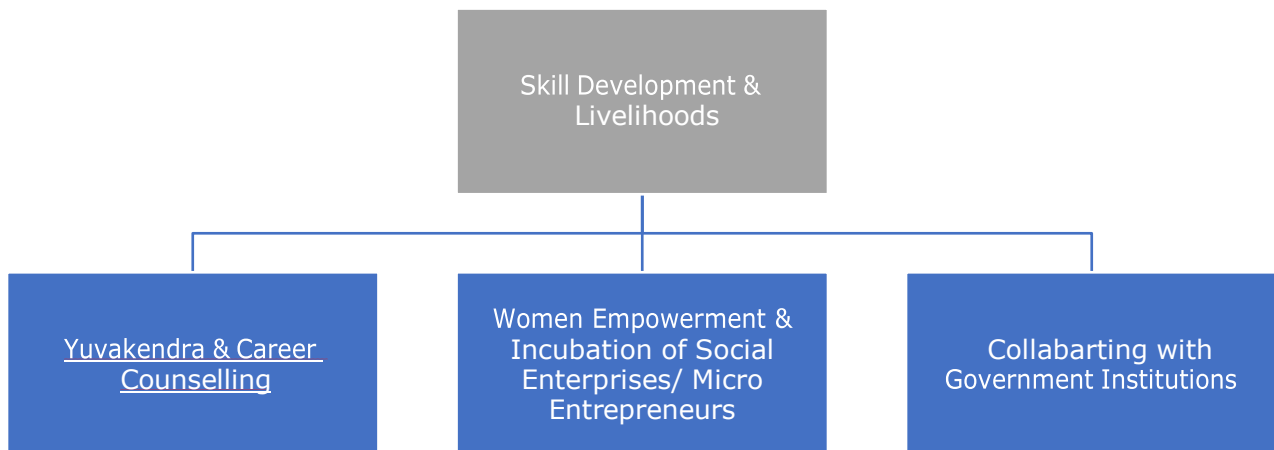 Skill Development &
Livelihoods
Yuvakendra & Career
Counselling
Women Empowerment &
Incubation of Social
Enterprises/ Micro
Entrepreneurs
Collabarting with
Government Institutions